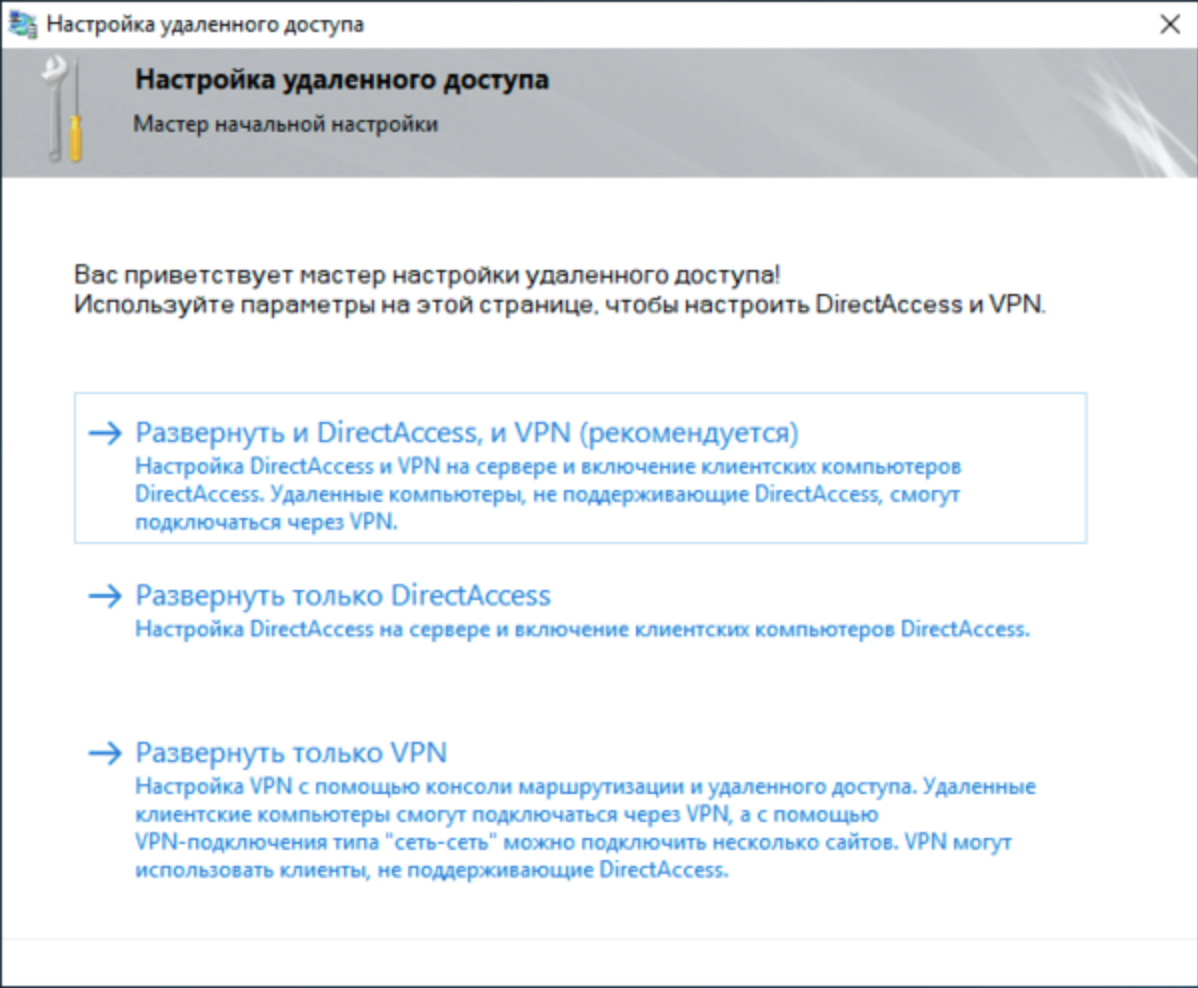 Настройка удаленного доступа
Настройка удаленного доступа
Мастер начальной настройки
Вас приветствует мастер настройки удаленного доступа!
Используйте параметры на этой странице, чтобы настроить DirectAccess и VPN.
Развернуть и DirectAccess, и VPN (рекомендуется)
Настройка DirectAccess и VPN на сервере и включение клиентских компьютеров
DirectAccess. Удаленные компьютеры, не поддерживающие DirectAccess, смогут
подключаться через VPN.
Развернуть только DirectAccess
Настройка DirectAccess на сервере и включение клиентских компьютеров DirectAccess.
Развернуть только VPN
Настройка VPN с помощью консоли маршрутизации и удаленного доступа. Удаленные
клиентские компьютеры смогут подключаться через VPN, а с помощью
VPN-подключения типа "сеть-сеть" можно подключить несколько сайтов. VPN могут
использовать клиенты, не поддерживающие DirectAccess.